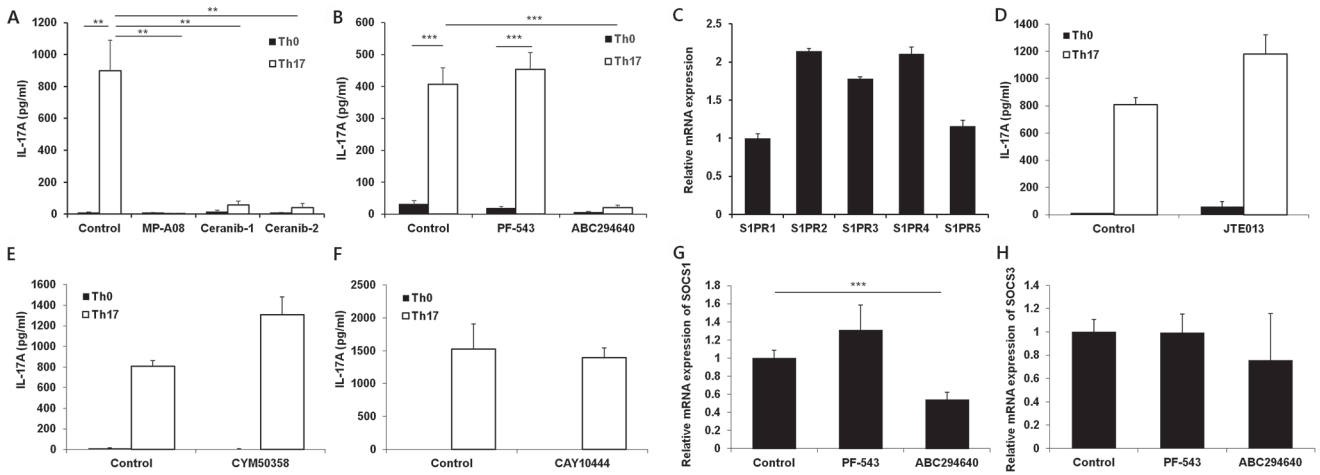 A
IL-17A (pg/ml)
1200
1000
800
600
400
200
0
**
**
**
**
Th0
Th17
Control
MP-A08
Ceranib-1
Ceranib-2
B
IL-17A (pg/ml)
600
500
400
300
200
100
0
***
***
***
Th0
Th17
Control
PF-543
ABC294640
C
Relative mRNA expression
2.5
2
1.5
1
0.5
0
S1PR1
S1PR2
S1PR3
S1PR4
S1PR5
D
IL-17A (pg/ml)
1400
1200
1000
800
600
400
200
0
Th0
Th17
Control
JTE013
E
IL-17A (pg/ml)
1600
1400
1200
1000
800
600
400
200
0
Th0
Th17
Control
CYM50358
F
IL-17A (pg/ml)
2500
2000
1500
1000
500
0
Th0
Th17
Control
CAY10444
G
Relative mRNA expression of SOCS1
1.8
1.6
1.4
1.2
1
0.8
0.6
0.4
0.2
0
***
Control
PF-543
ABC294640
H
Relative mRNA expression of SOCS3
1.4
1.2
1
0.8
0.6
0.4
0.2
0
Control
PF-543
ABC294640